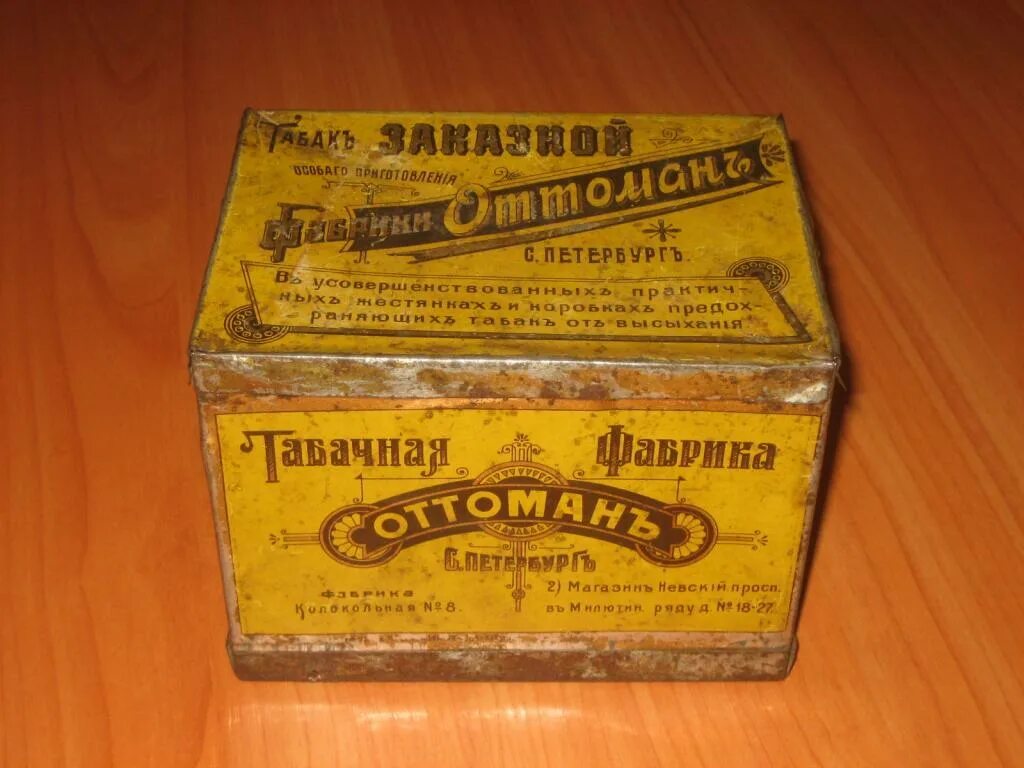 Табакъ ЗАКАЗНОЙ
ОСОБАГО ПРИГОТОВЛЕНІЯ
Фабрики Оттоманъ
С. ПЕТЕРБУРГЪ.
Въ усовершенствованныхъ, практич-
ныхъ жестянкахъ и коробкахъ предох-
раняющихъ табакъ отъ высыханія
Табачная Фабрика
ОТТОМАНЪ
С. ПЕТЕРБУРГЪ
Фабрика
Колокольная № 8.
2) Магазинъ Невскій просп.
въ Милютин. ряду д. № 18-27.